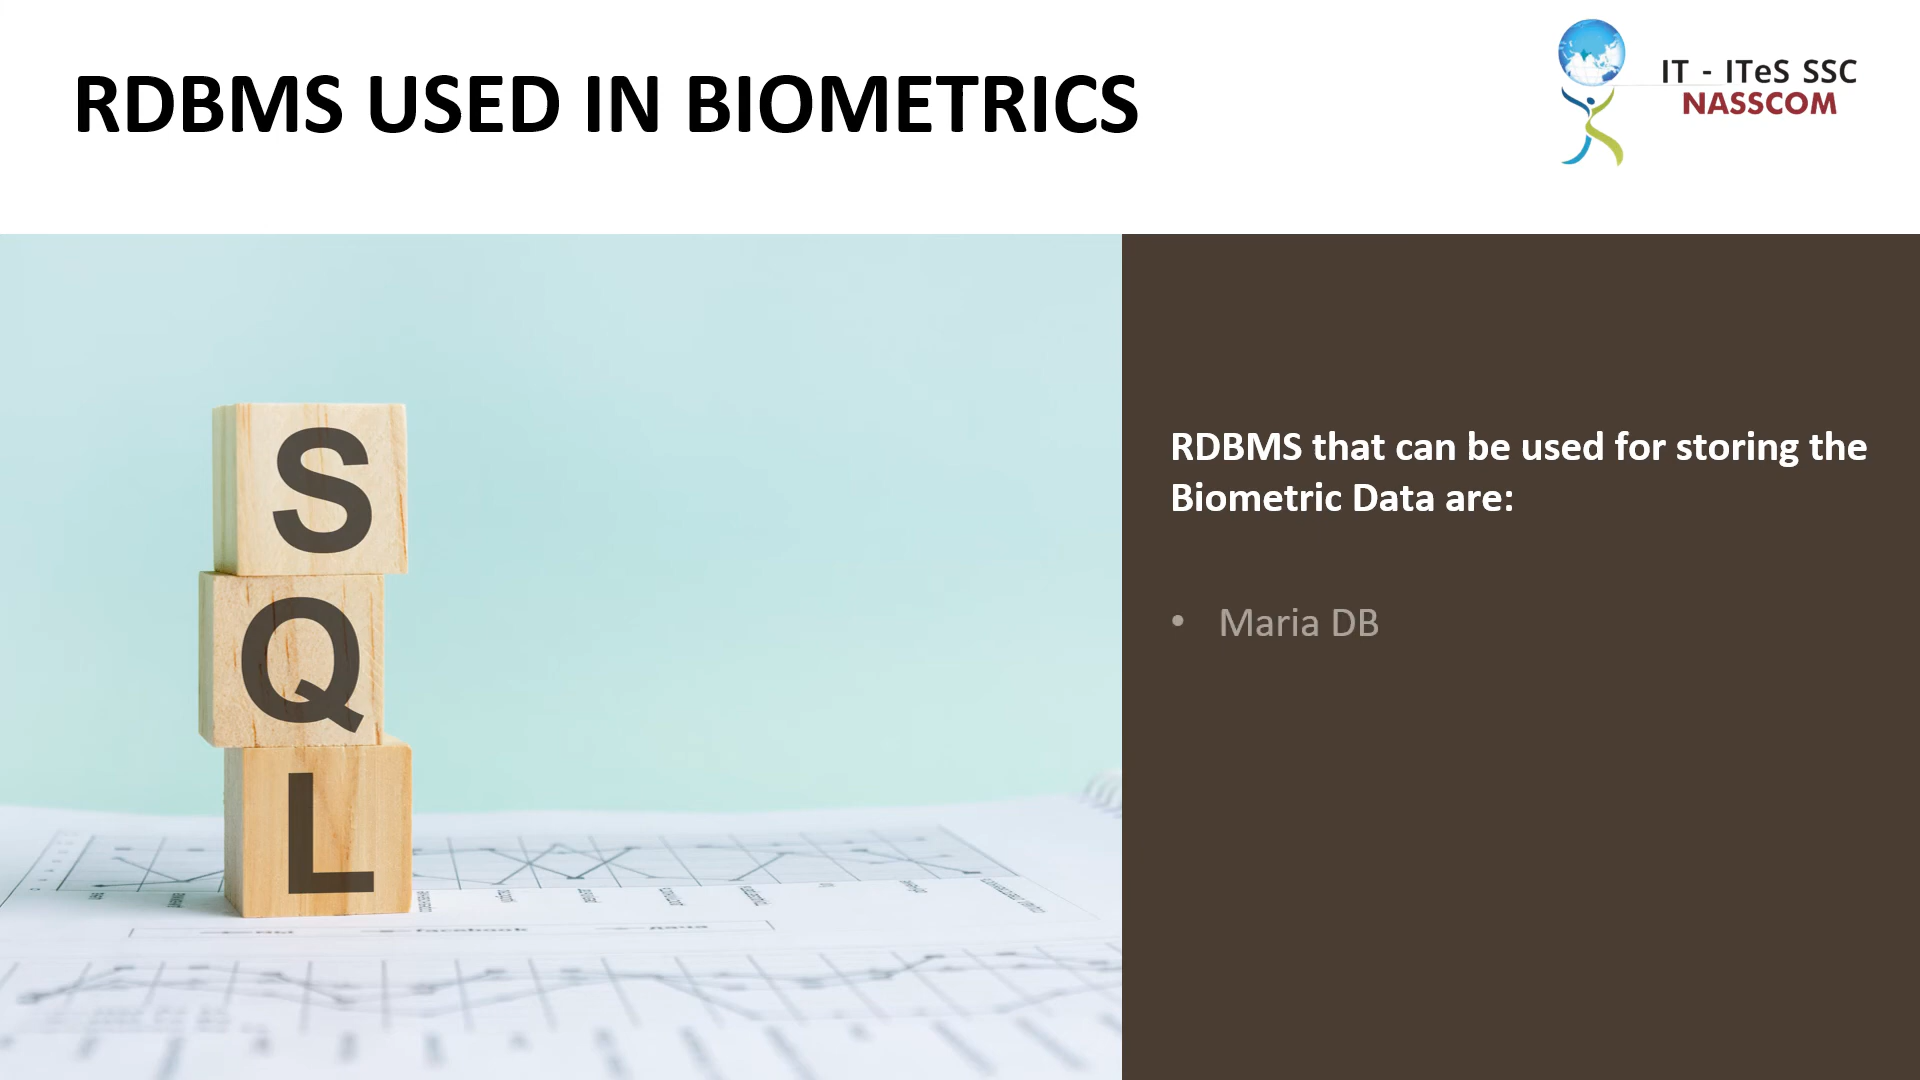 RDBMS USED IN BIOMETRICS
IT - ITeS SSC
NASSCOM
S
Q
L
RDBMS that can be used for storing the
Biometric Data are:
• Maria DB